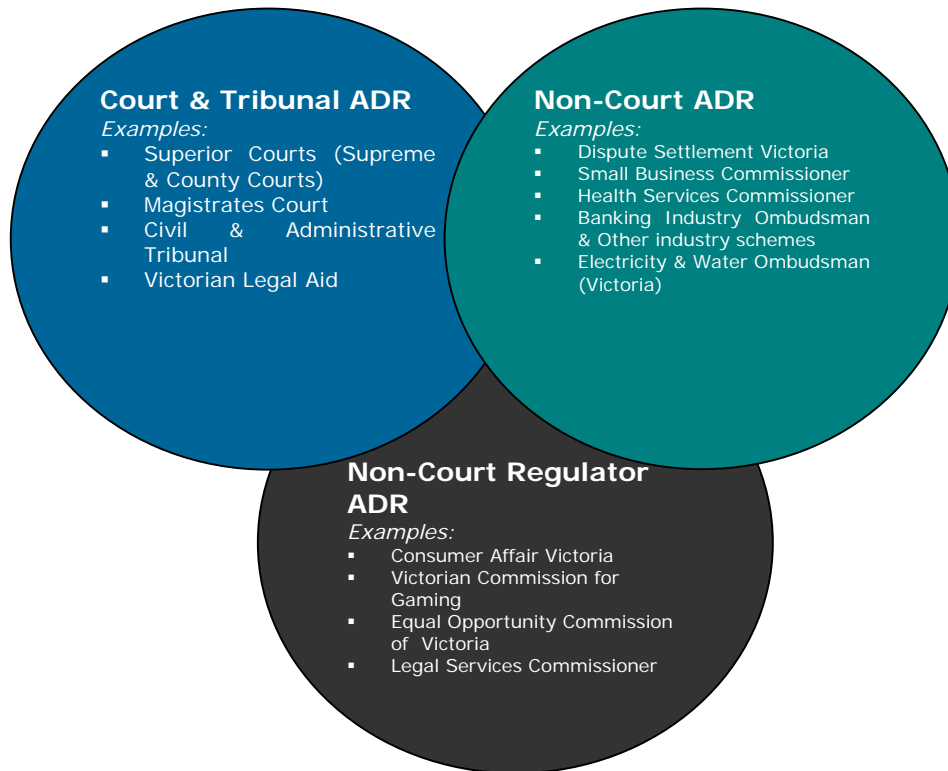 Court & Tribunal ADR
Examples:
▪ Superior Courts (Supreme
& County Courts)
▪ Magistrates Court
▪ Civil & Administrative
Tribunal
▪ Victorian Legal Aid
Non-Court ADR
Examples:
▪ Dispute Settlement Victoria
▪ Small Business Commissioner
▪ Health Services Commissioner
▪ Banking Industry Ombudsman
& Other industry schemes
▪ Electricity & Water Ombudsman
(Victoria)
Non-Court Regulator
ADR
Examples:
▪ Consumer Affair Victoria
▪ Victorian Commission for
Gaming
▪ Equal Opportunity Commission
of Victoria
▪ Legal Services Commissioner